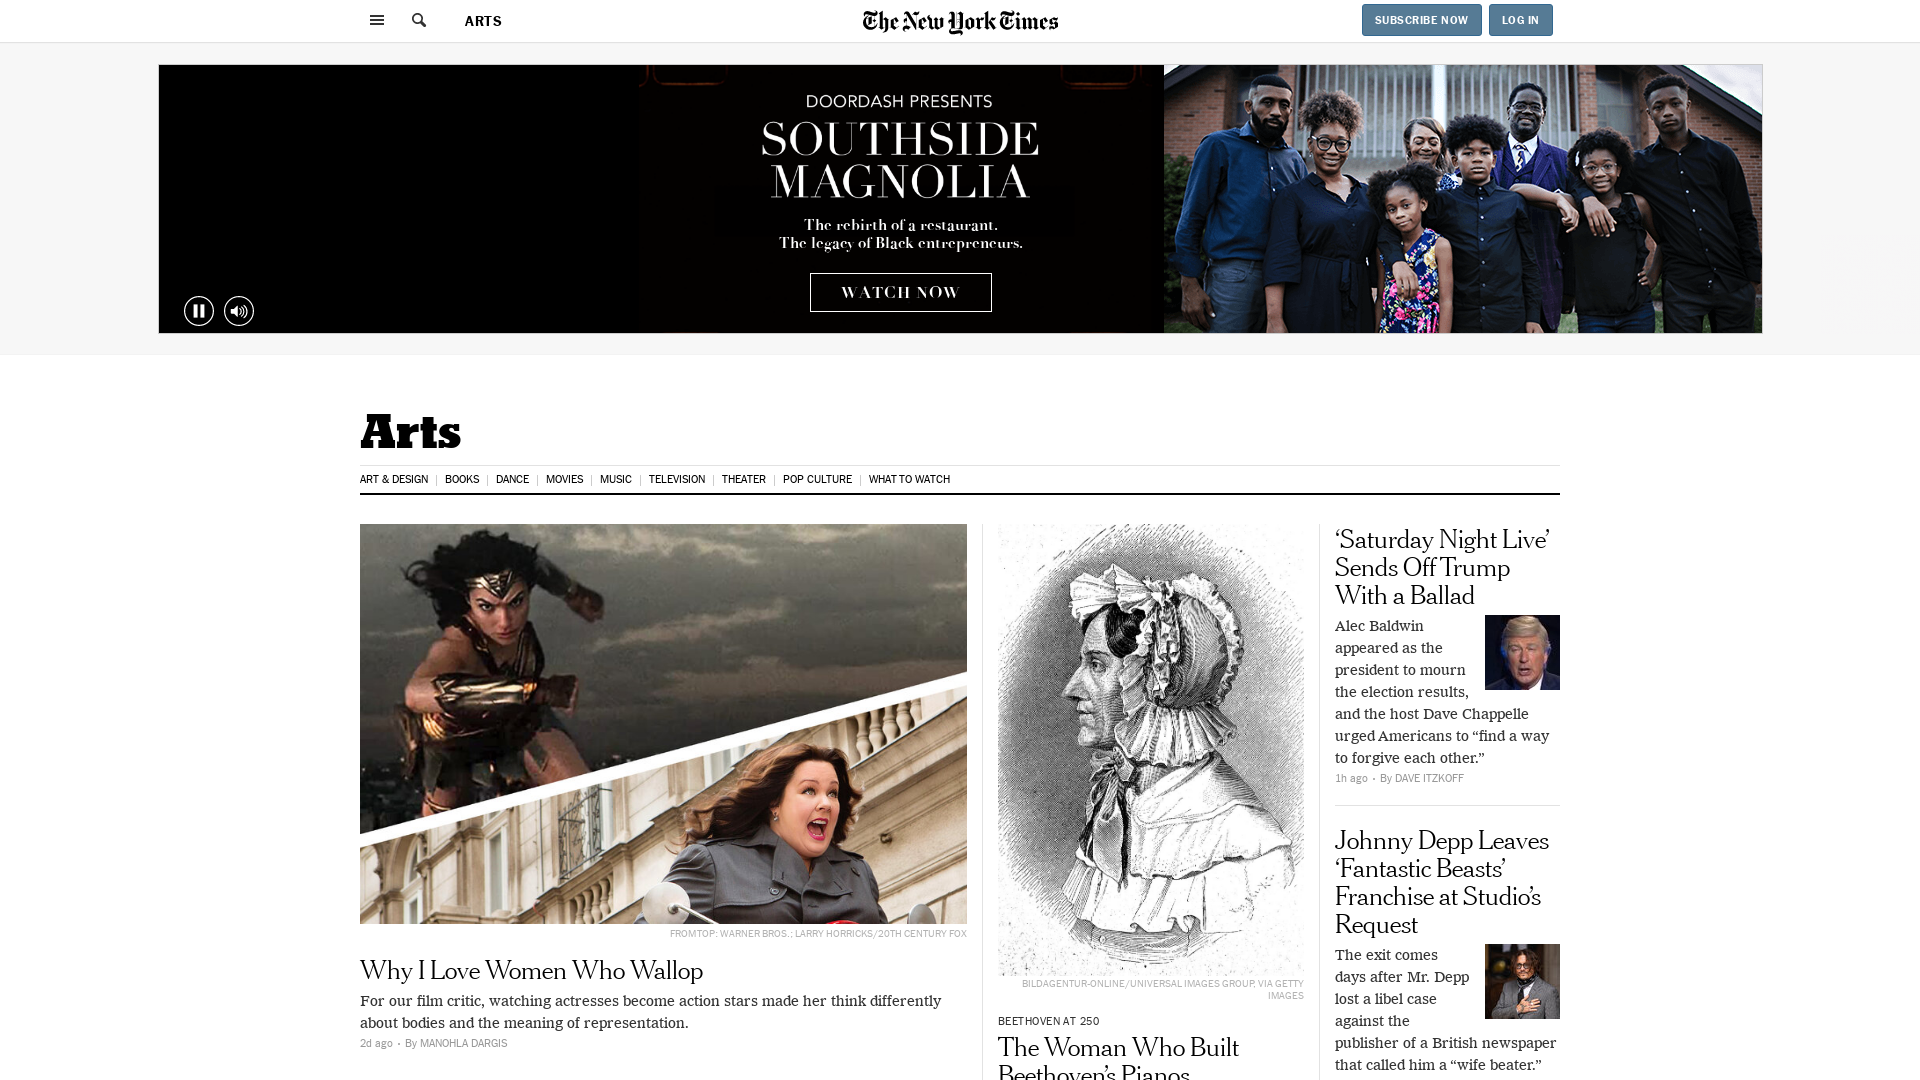 ARTS
The New York Times
SUBSCRIBE NOW
LOG IN
DOORDASH PRESENTS
SOUTHSIDE
MAGNOLIA
The rebirth of a restaurant.
The legacy of Black entrepreneurs.
WATCH NOW
Arts
ART & DESIGN
BOOKS
DANCE
MOVIES
MUSIC
TELEVISION
THEATER
POP CULTURE
WHAT TO WATCH
FROM TOP: WARNER BROS.; LARRY HORRICKS/20TH CENTURY FOX
Why I Love Women Who Wallop
For our film critic, watching actresses become action stars made her think differently
about bodies and the meaning of representation.
2d ago · By MANOHLA DARGIS
BILDAGENTUR-ONLINE/UNIVERSAL IMAGES GROUP, VIA GETTY
IMAGES
BEETHOVEN AT 250
The Woman Who Built
Beethoven’s Pianos
‘Saturday Night Live’
Sends Off Trump
With a Ballad
Alec Baldwin
appeared as the
president to mourn
the election results,
and the host Dave Chappelle
urged Americans to “find a way
to forgive each other.”
1h ago · By DAVE ITZKOFF
Johnny Depp Leaves
‘Fantastic Beasts’
Franchise at Studio’s
Request
The exit comes
days after Mr. Depp
lost a libel case
against the
publisher of a British newspaper
that called him a “wife beater.”